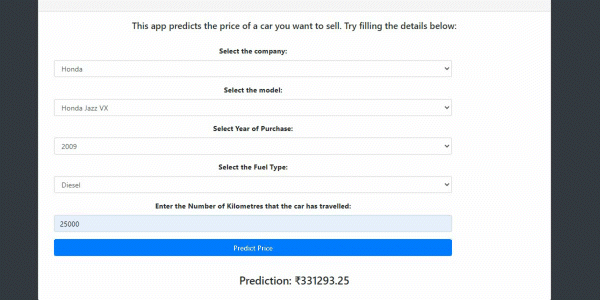 This app predicts the price of a car you want to sell. Try filling the details below:
Select the company:
Honda
Select the model:
Honda Jazz VX
Select Year of Purchase:
2009
Select the Fuel Type:
Diesel
Enter the Number of Kilometres that the car has travelled:
25000
Predict Price
Prediction: ₹331293.25